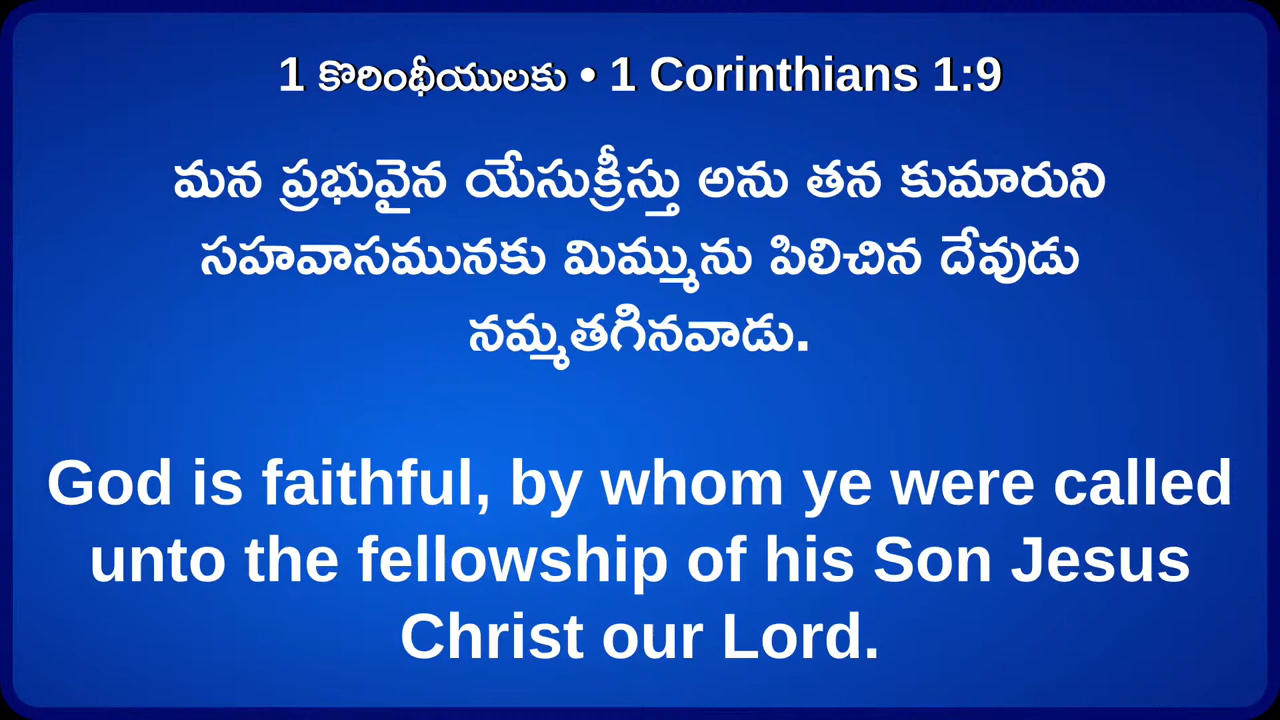 1 కొరింథీయులకు • 1 Corinthians 1:9
మన ప్రభువైన యేసుక్రీస్తు అను తన కుమారుని
సహవాసమునకు మిమ్మును పిలిచిన దేవుడు
నమ్మతగినవాడు.
God is faithful, by whom ye were called
unto the fellowship of his Son Jesus
Christ our Lord.